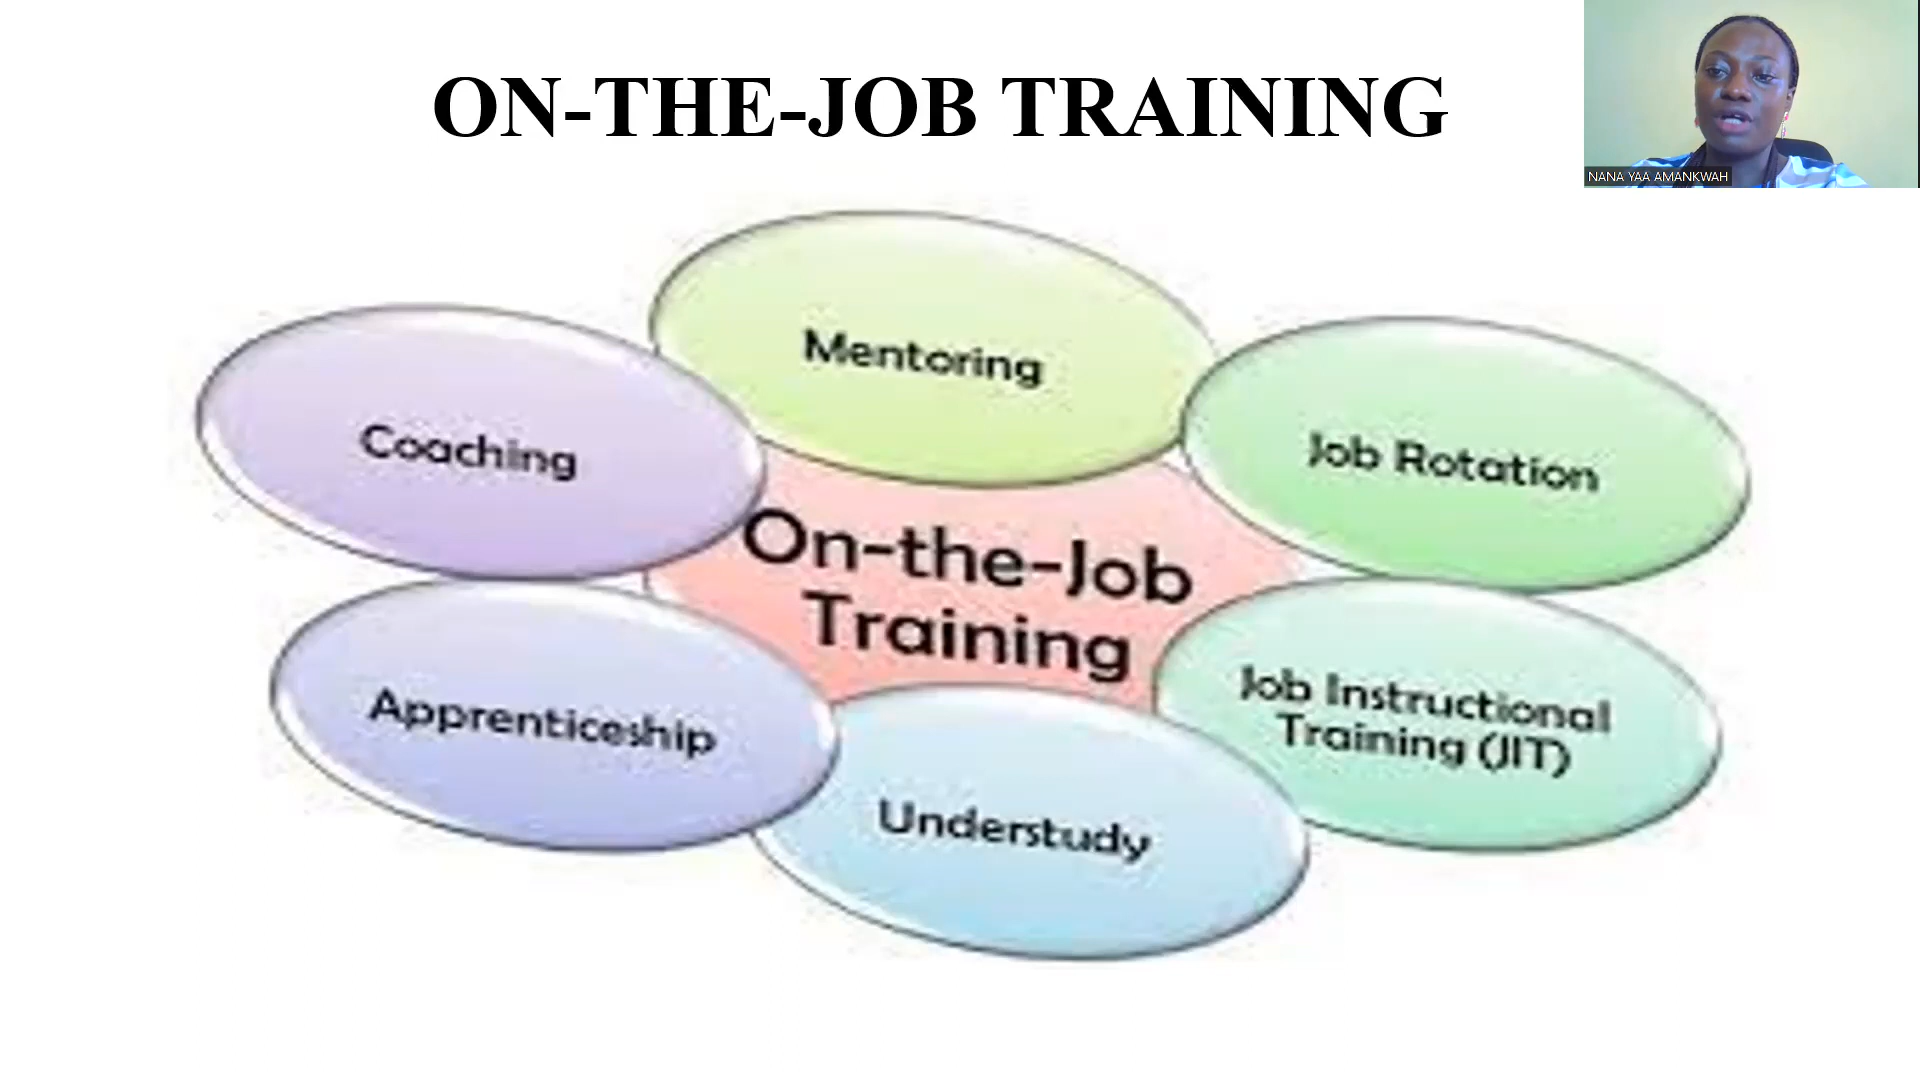 ON-THE-JOB TRAINING
NANA YAA AMANKWAH
Mentoring
Coaching
Job Rotation
On-the-Job
Training
Job Instructional
Training (JIT)
Apprenticeship
Understudy